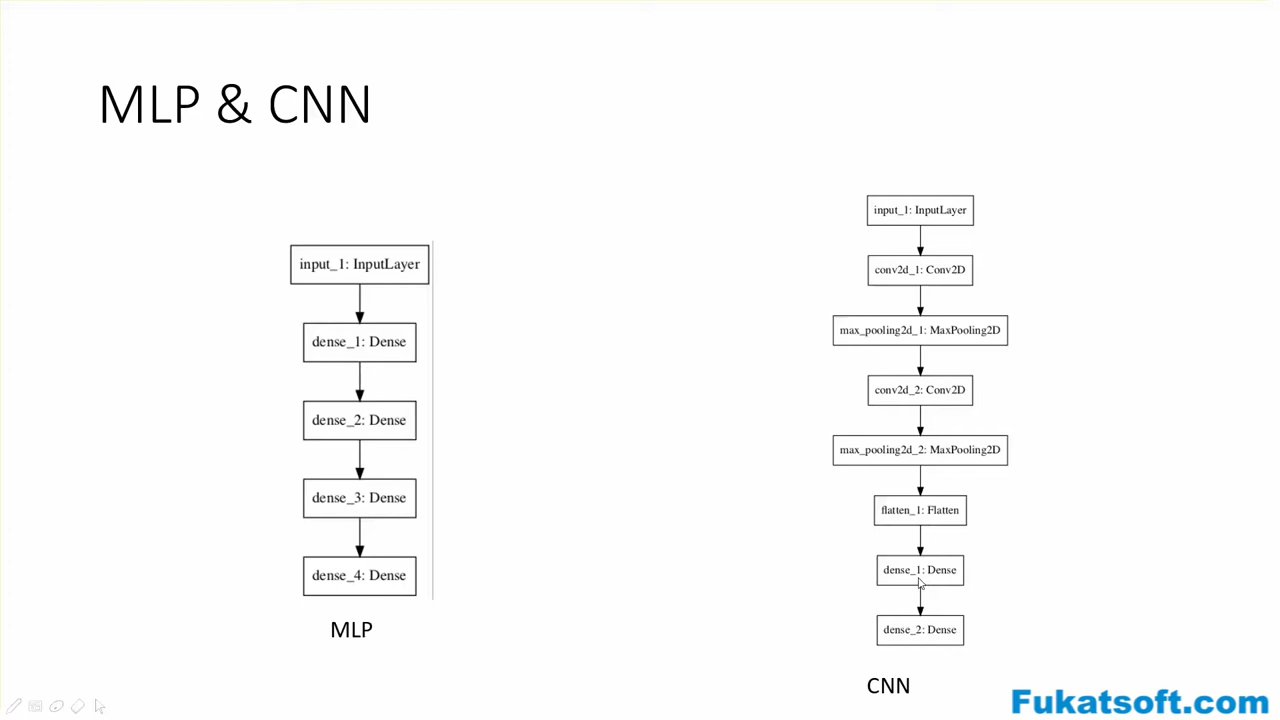 MLP & CNN
input_1: InputLayer
dense_1: Dense
dense_2: Dense
dense_3: Dense
dense_4: Dense
MLP
input_1: InputLayer
conv2d_1: Conv2D
max_pooling2d_1: MaxPooling2D
conv2d_2: Conv2D
max_pooling2d_2: MaxPooling2D
flatten_1: Flatten
dense_1: Dense
dense_2: Dense
CNN
Fukatsoft.com